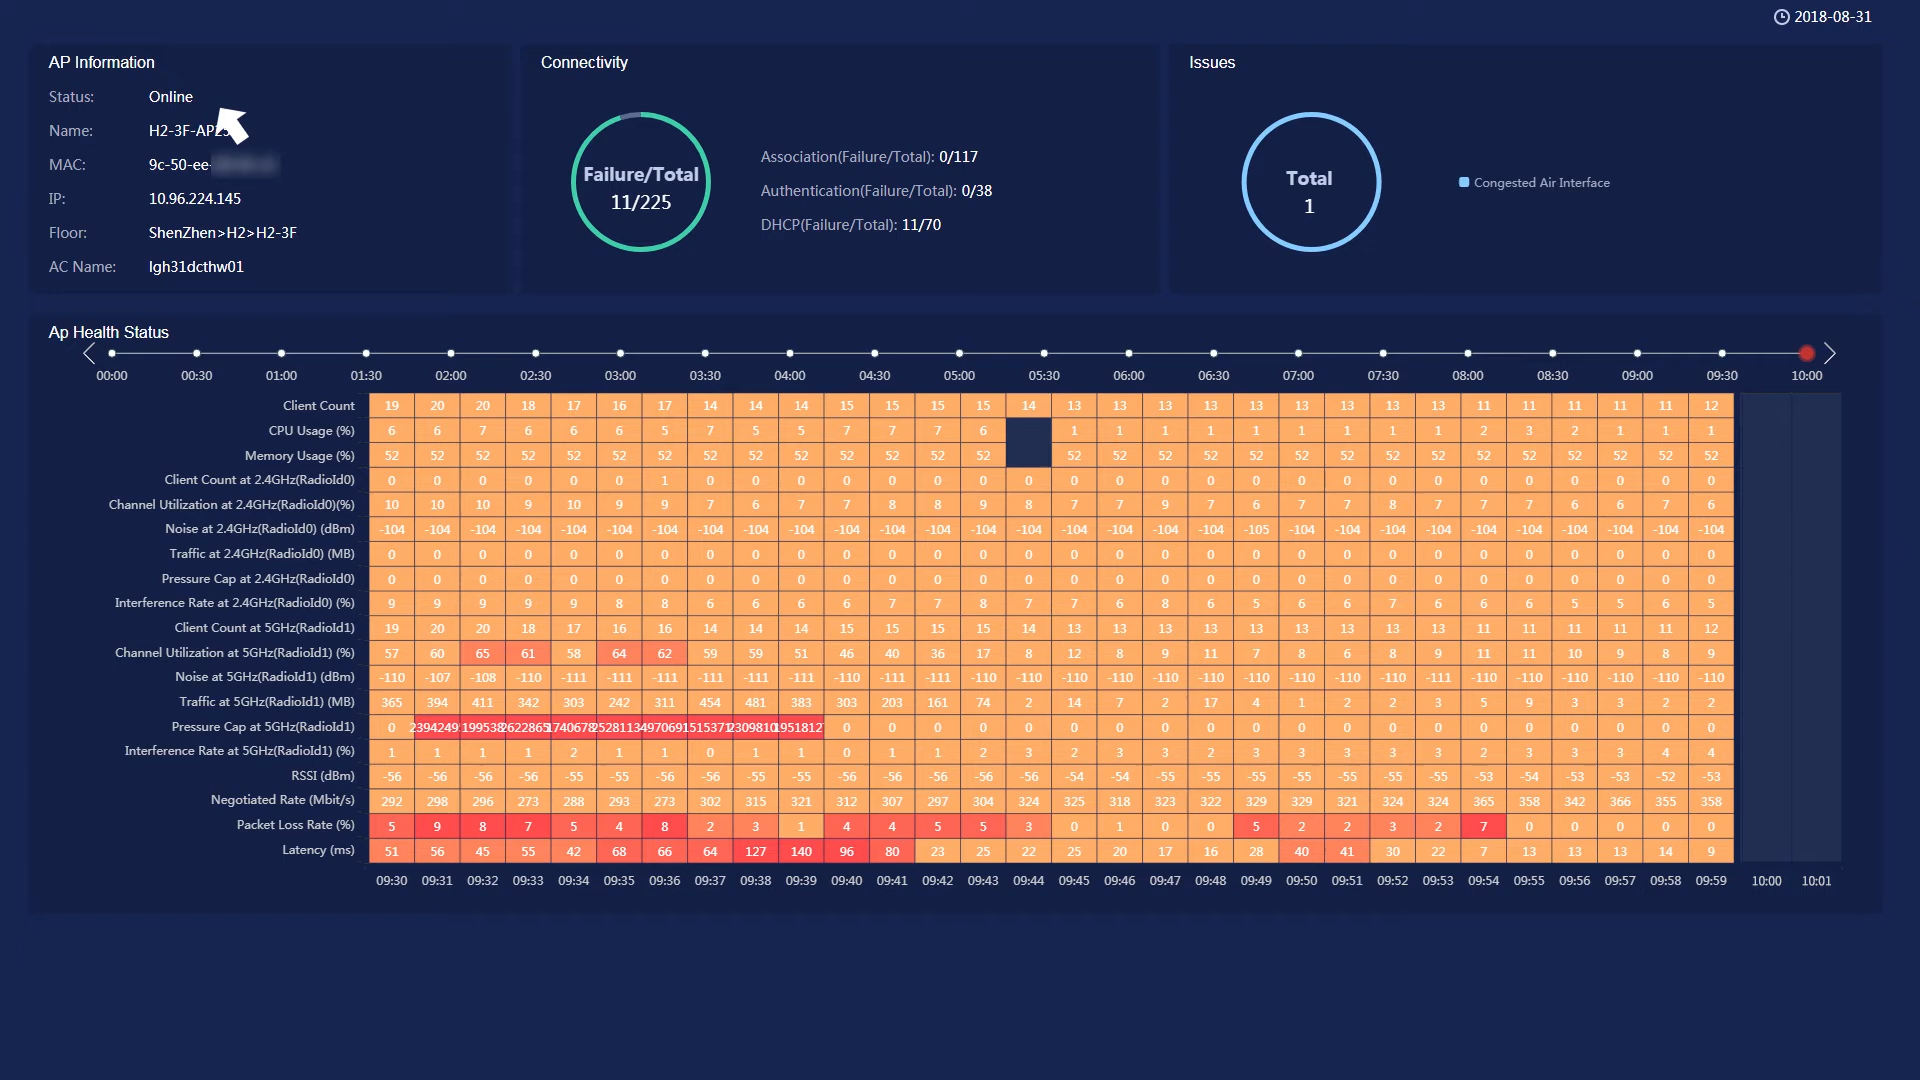 2018-08-31
AP Information
Status: Online
Name: H2-3F-AP
MAC: 9c-50-ee-
IP: 10.96.224.145
Floor: ShenZhen>H2>H2-3F
AC Name: lgh31dcthw01
Connectivity
Failure/Total
11/225
Association(Failure/Total): 0/117
Authentication(Failure/Total): 0/38
DHCP(Failure/Total): 11/70
Issues
Total
1
Congested Air Interface
Ap Health Status
00:00 00:30 01:00 01:30 02:00 02:30 03:00 03:30 04:00 04:30 05:00 05:30 06:00 06:30 07:00 07:30 08:00 08:30 09:00 09:30 10:00
Client Count 19 20 20 18 17 16 17 14 14 14 15 15 15 15 14 13 13 13 13 13 13 13 13 13 11 11 11 11 11 12
CPU Usage (%) 6 6 7 6 6 6 5 7 5 5 7 7 7 6 1 1 1 1 1 1 1 1 1 2 3 2 1 1 1
Memory Usage (%) 52 52 52 52 52 52 52 52 52 52 52 52 52 52 52 52 52 52 52 52 52 52 52 52 52 52 52 52 52
Client Count at 2.4GHz(RadioId0) 0 0 0 0 0 0 1 0 0 0 0 0 0 0 0 0 0 0 0 0 0 0 0 0 0 0 0 0 0 0
Channel Utilization at 2.4GHz(RadioId0)(%) 10 10 10 9 10 9 9 7 6 7 7 8 8 9 8 7 7 9 7 6 7 7 8 7 7 7 6 6 7 6
Noise at 2.4GHz(RadioId0) (dBm) -104 -104 -104 -104 -104 -104 -104 -104 -104 -104 -104 -104 -104 -104 -104 -104 -104 -104 -104 -105 -104 -104 -104 -104 -104 -104 -104 -104 -104 -104
Traffic at 2.4GHz(RadioId0) (MB) 0 0 0 0 0 0 0 0 0 0 0 0 0 0 0 0 0 0 0 0 0 0 0 0 0 0 0 0 0 0
Pressure Cap at 2.4GHz(RadioId0) 0 0 0 0 0 0 0 0 0 0 0 0 0 0 0 0 0 0 0 0 0 0 0 0 0 0 0 0 0 0
Interference Rate at 2.4GHz(RadioId0) (%) 9 9 9 9 9 8 8 6 6 6 6 7 7 8 7 7 6 8 6 5 6 6 7 6 6 6 5 5 6 5
Client Count at 5GHz(RadioId1) 19 20 20 18 17 16 16 14 14 14 15 15 15 15 14 13 13 13 13 13 13 13 13 13 11 11 11 11 11 12
Channel Utilization at 5GHz(RadioId1) (%) 57 60 65 61 58 64 62 59 59 51 46 40 36 17 8 12 8 9 11 7 8 6 8 9 11 11 10 9 8 9
Noise at 5GHz(RadioId1) (dBm) -110 -107 -108 -110 -111 -111 -111 -111 -111 -111 -110 -111 -111 -110 -110 -110 -110 -110 -110 -110 -110 -110 -110 -111 -110 -110 -110 -110 -110 -110
Traffic at 5GHz(RadioId1) (MB) 365 394 411 342 303 242 311 454 481 383 303 203 161 74 2 14 7 2 17 4 1 2 2 3 5 9 3 3 2 2
Pressure Cap at 5GHz(RadioId1) 0 0 0 0 0 0 0 0 0 0 0 0 0 0 0 0 0 0 0 0 0
Interference Rate at 5GHz(RadioId1) (%) 1 1 1 1 2 1 1 0 1 1 0 1 1 2 3 2 3 3 2 3 3 3 3 3 2 3 3 3 4 4
RSSI (dBm) -56 -56 -56 -56 -55 -55 -56 -56 -55 -55 -56 -56 -56 -56 -56 -54 -54 -55 -55 -55 -55 -55 -55 -55 -53 -54 -53 -53 -52 -53
Negotiated Rate (Mbit/s) 292 298 296 273 288 293 273 302 315 321 312 307 297 304 324 325 318 323 322 329 329 321 324 324 365 358 342 366 355 358
Packet Loss Rate (%) 5 9 8 7 5 4 8 2 3 1 4 4 5 5 3 0 1 0 0 5 2 2 3 2 7 0 0 0 0 0
Latency (ms) 51 56 45 55 42 68 66 64 127 140 96 80 23 25 22 25 20 17 16 28 40 41 30 22 7 13 13 13 14 9
09:30 09:31 09:32 09:33 09:34 09:35 09:36 09:37 09:38 09:39 09:40 09:41 09:42 09:43 09:44 09:45 09:46 09:47 09:48 09:49 09:50 09:51 09:52 09:53 09:54 09:55 09:56 09:57 09:58 09:59 10:00 10:01